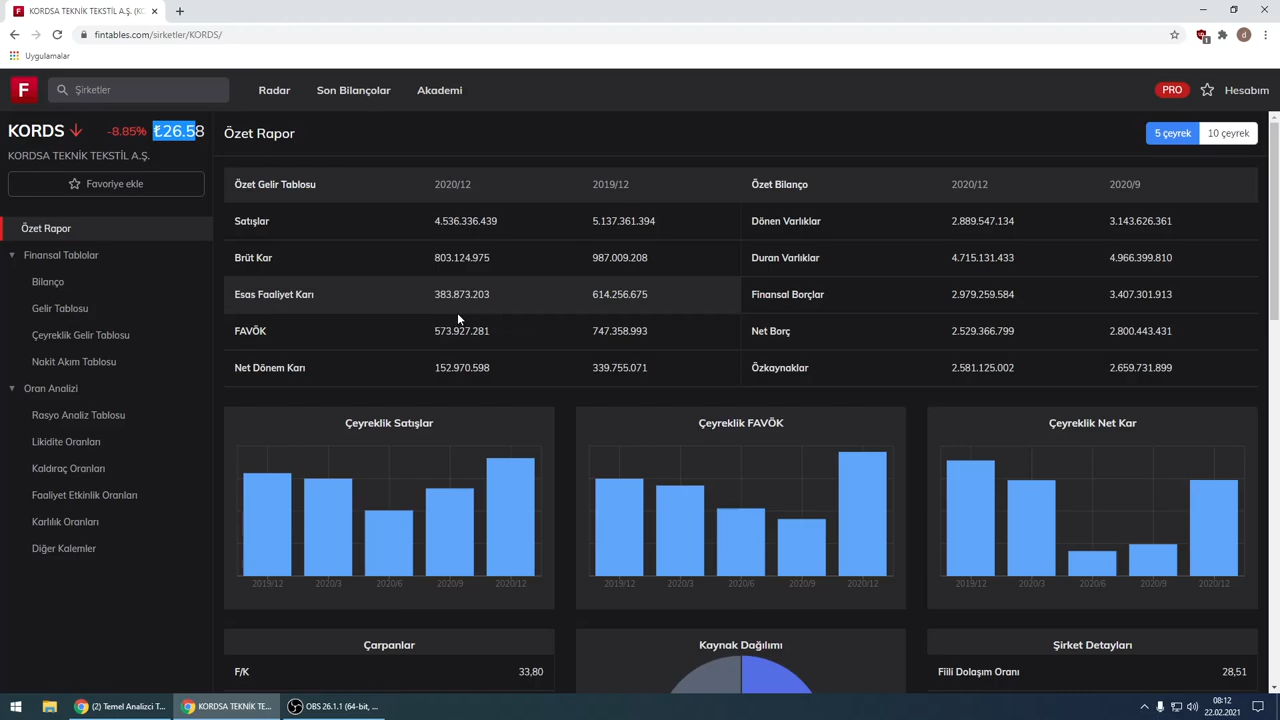 KORDSA TEKNİK TEKSTİL A.Ş. (KO
fintables.com/sirketler/KORDS/
1
d
Uygulamalar
F
Şirketler
Radar
Son Bilançolar
Akademi
PRO
Hesabım
KORDS
-8.85%
₺26.58
KORDSA TEKNİK TEKSTİL A.Ş.
Favoriye ekle
Özet Rapor
Finansal Tablolar
Bilanço
Gelir Tablosu
Çeyreklik Gelir Tablosu
Nakit Akım Tablosu
Oran Analizi
Rasyo Analiz Tablosu
Likidite Oranları
Kaldıraç Oranları
Faaliyet Etkinlik Oranları
Karlılık Oranları
Diğer Kalemler
Özet Rapor
5 çeyrek
10 çeyrek
Özet Gelir Tablosu 2020/12 2019/12
Satışlar 4.536.336.439 5.137.361.394
Brüt Kar 803.124.975 987.009.208
Esas Faaliyet Karı 383.873.203 614.256.675
FAVÖK 573.927.281 747.358.993
Net Dönem Karı 152.970.598 339.755.071
Özet Bilanço 2020/12 2020/9
Dönen Varlıklar 2.889.547.134 3.143.626.361
Duran Varlıklar 4.715.131.433 4.966.399.810
Finansal Borçlar 2.979.259.584 3.407.301.913
Net Borç 2.529.366.799 2.800.443.431
Özkaynaklar 2.581.125.002 2.659.731.899
Çeyreklik Satışlar
2019/12 2020/3 2020/6 2020/9 2020/12
Çeyreklik FAVÖK
2019/12 2020/3 2020/6 2020/9 2020/12
Çeyreklik Net Kar
2019/12 2020/3 2020/6 2020/9 2020/12
Çarpanlar
F/K 33,80
Kaynak Dağılımı
Şirket Detayları
Fiili Dolaşım Oranı 28,51
(2) Temel Analizci T...
KORDSA TEKNİK TE...
OBS 26.1.1 (64-bit, ...
08:12
22.02.2021